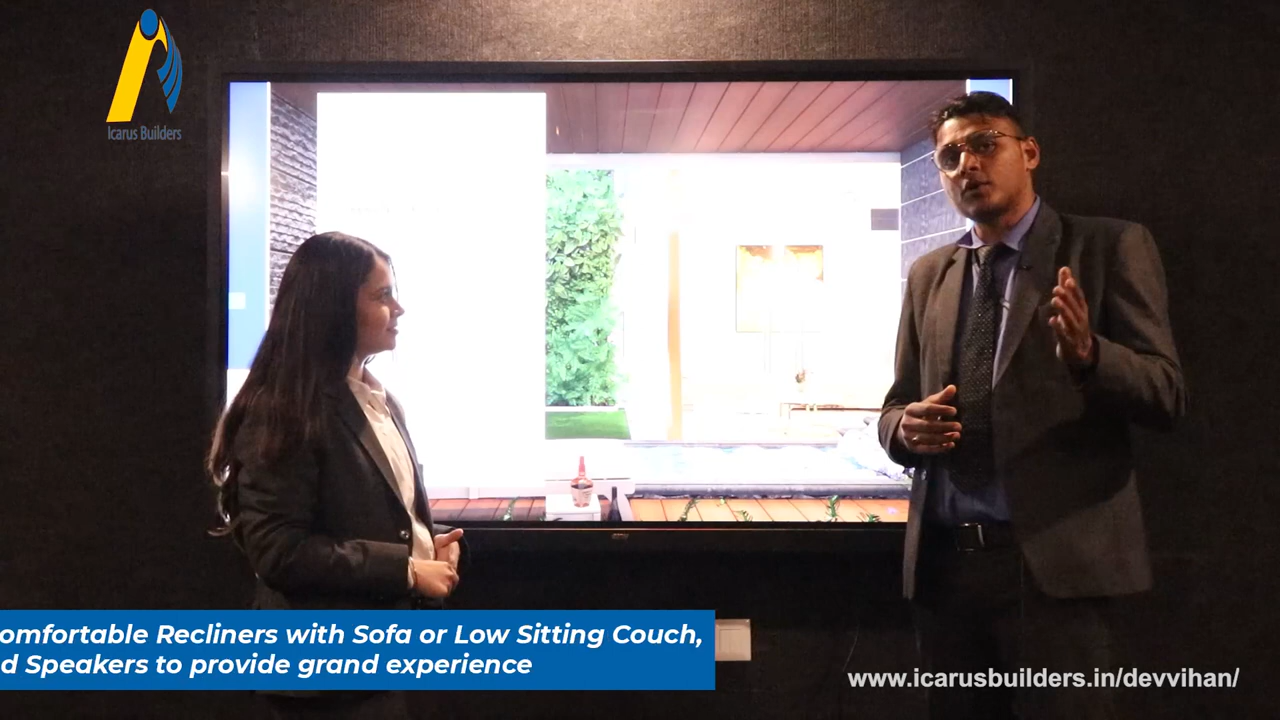 Icarus Builders
omfortable Recliners with Sofa or Low Sitting Couch,
d Speakers to provide grand experience
www.icarusbuilders.in/devvihan/